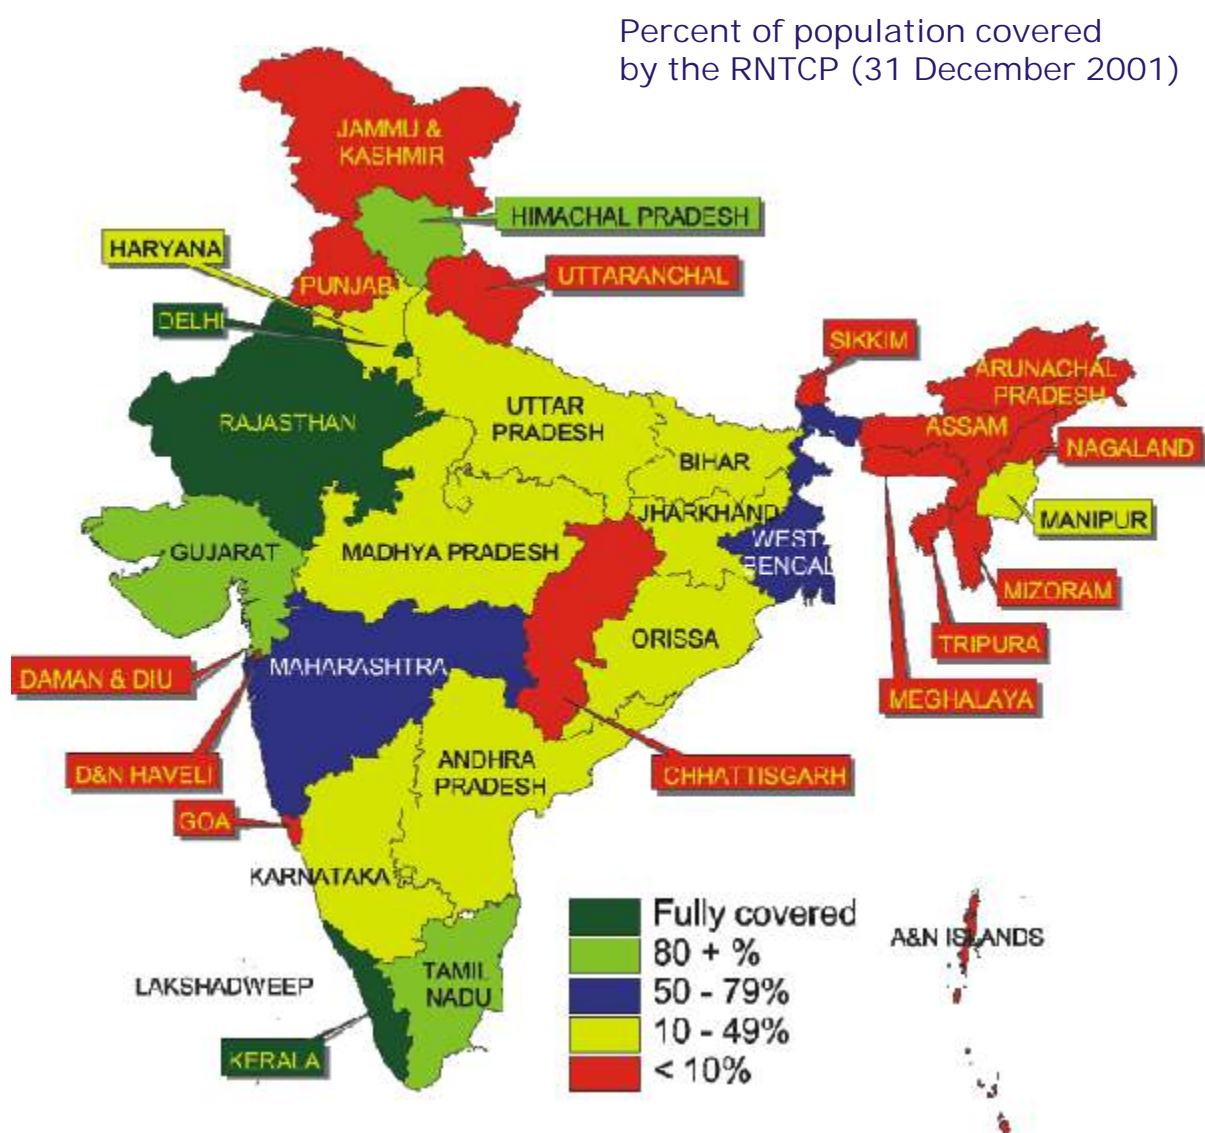 Percent of population covered
by the RNTCP (31 December 2001)
JAMMU &
KASHMIR
HIMACHAL PRADESH
HARYANA
PUNJAB
UTTARANCHAL
DELHI
SIKKIM
ARUNACHAL
PRADESH
RAJASTHAN
UTTAR
PRADESH
ASSAM
NAGALAND
BIHAR
JHARKHAND
MANIPUR
GUJARAT
MADHYA PRADESH
WEST
BENGAL
MIZORAM
ORISSA
TRIPURA
MAHARASHTRA
DAMAN & DIU
MEGHALAYA
D&N HAVELI
ANDHRA
PRADESH
CHHATTISGARH
GOA
KARNATAKA
Fully covered
80 + %
50 - 79%
10 - 49%
< 10%
A&N ISLANDS
LAKSHADWEEP
TAMIL
NADU
KERALA